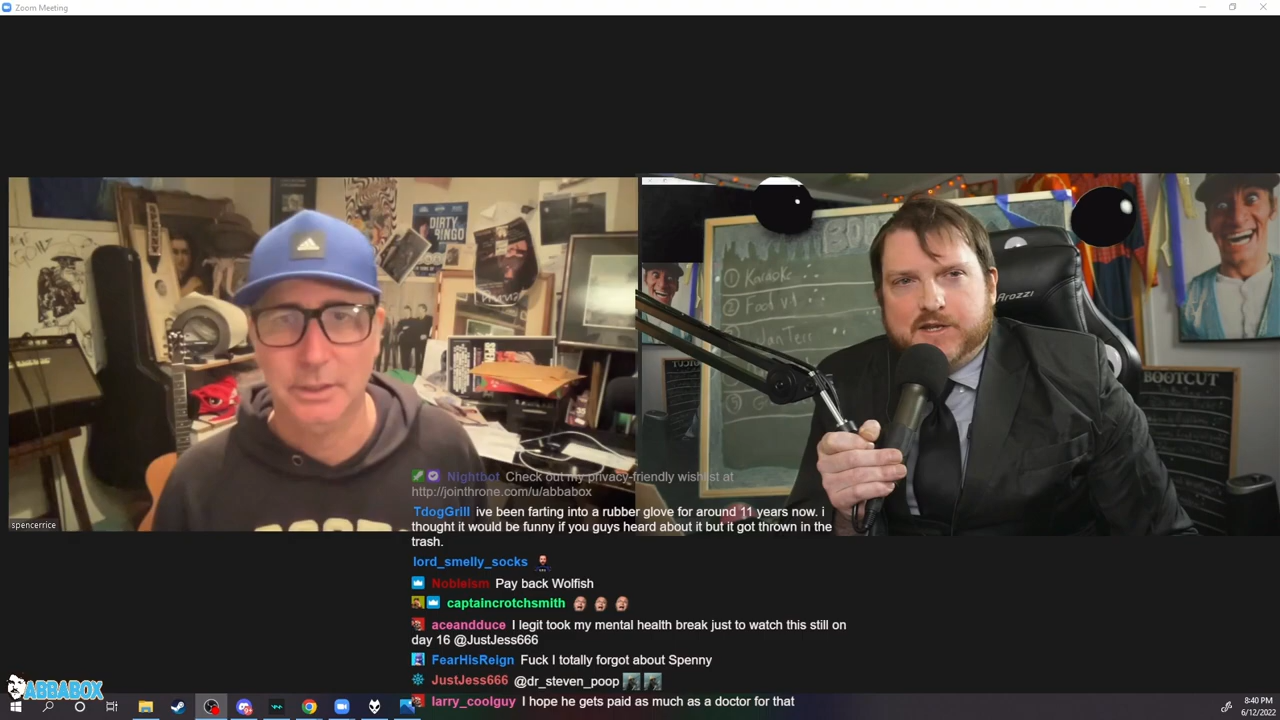 Zoom Meeting
DIRTY
BINGO
BO
① Karaoke
② Food
Arozzi
BOOTCUT
spencerrice
Nightbot Check out my privacy-friendly wishlist at
http://jointhrone.com/u/abbabox
TdogGrill ive been farting into a rubber glove for around 11 years now. i
thought it would be funny if you guys heard about it but it got thrown in the
trash.
lord_smelly_socks
Nobleism Pay back Wolfish
captaincrotchsmith
aceandduce I legit took my mental health break just to watch this still on
day 16 @JustJess666
FearHisReign Fuck I totally forgot about Spenny
JustJess666 @dr_steven_poop
larry_coolguy I hope he gets paid as much as a doctor for that
ABBABOX
8:40 PM
6/12/2022